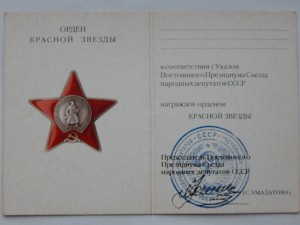 ОРДЕН
КРАСНОЙ ЗВЕЗДЫ
в соответствии с Указом
Постоянного Президиума Съезда
народных депутатов СССР
награжден орденом
КРАСНОЙ ЗВЕЗДЫ
Председатель Постоянного
Президиума Съезда
народных депутатов СССР
(С. УМАЛАТОВА)